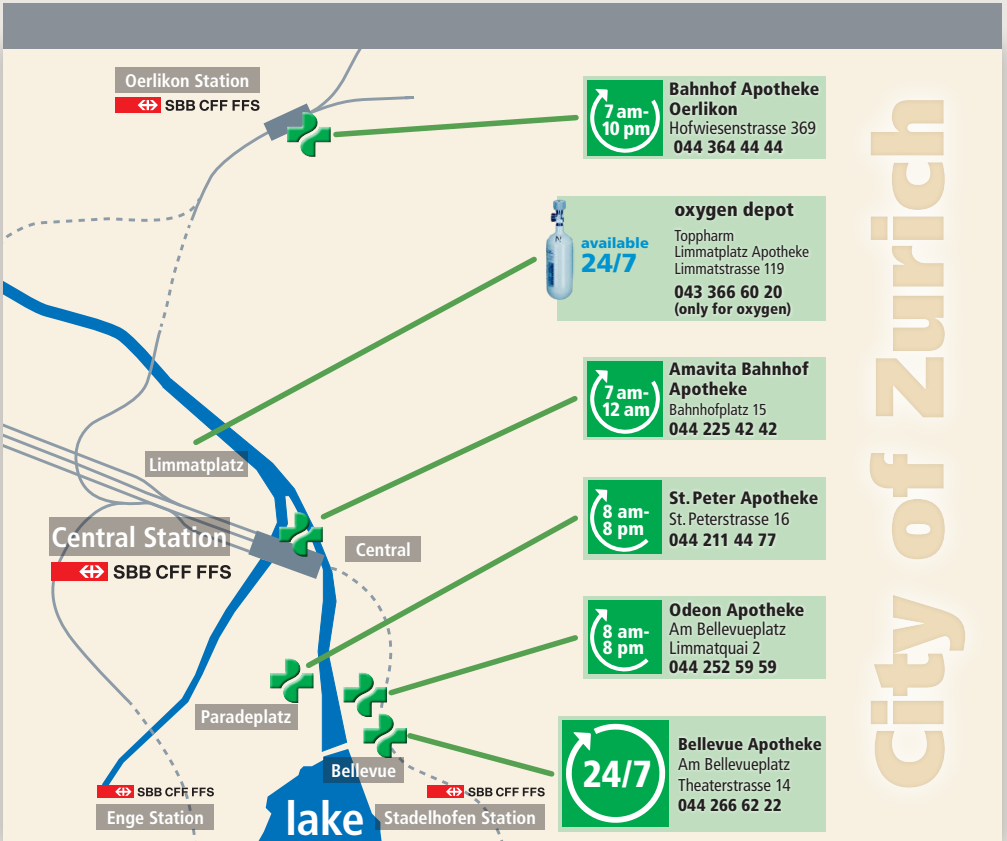 Oerlikon Station
SBB CFF FFS
7 am-
10 pm
Bahnhof Apotheke
Oerlikon
Hofwiesenstrasse 369
044 364 44 44
available
24/7
oxygen depot
Toppharm
Limmatplatz Apotheke
Limmatstrasse 119
043 366 60 20
(only for oxygen)
7 am-
12 am
Amavita Bahnhof
Apotheke
Bahnhofplatz 15
044 225 42 42
Limmatplatz
Central Station
SBB CFF FFS
Central
8 am-
8 pm
St. Peter Apotheke
St. Peterstrasse 16
044 211 44 77
8 am-
8 pm
Odeon Apotheke
Am Bellevueplatz
Limmatquai 2
044 252 59 59
Paradeplatz
Bellevue
24/7
Bellevue Apotheke
Am Bellevueplatz
Theaterstrasse 14
044 266 62 22
SBB CFF FFS
Enge Station
lake
SBB CFF FFS
Stadelhofen Station
City of Zurich